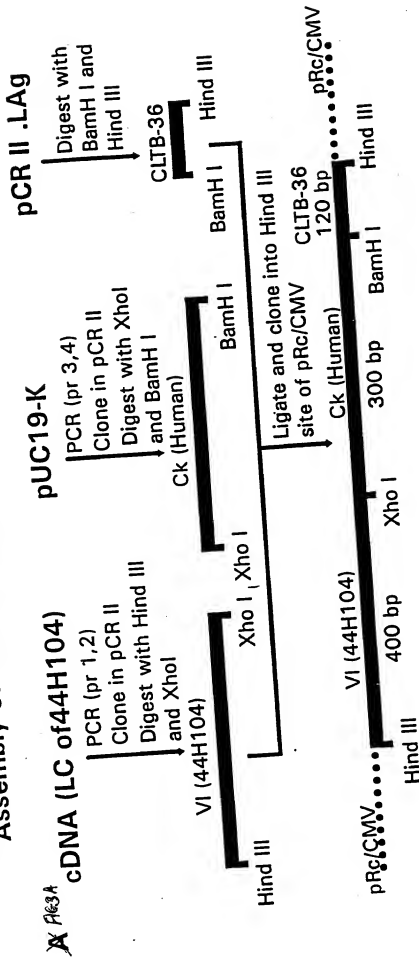 FIG3A
cDNA (LC of44H104)
PCR (pr 1,2)
Clone in pCR II
Digest with Hind III
and XhoI
Vl (44H104)
Hind III
Xho I
pUC19-K
PCR (pr 3,4)
Clone in pCR II
Digest with XhoI
and BamH I
Ck (Human)
Xho I
BamH I
pCR II .LAg
Digest with
BamH I and
Hind III
CLTB-36
BamH I
Hind III
Ligate and clone into Hind III
site of pRc/CMV
pRc/CMV
Vl (44H104)
Ck (Human)
CLTB-36
pRc/CMV
400 bp
300 bp
120 bp
Hind III
Xho I
BamH I
Hind III